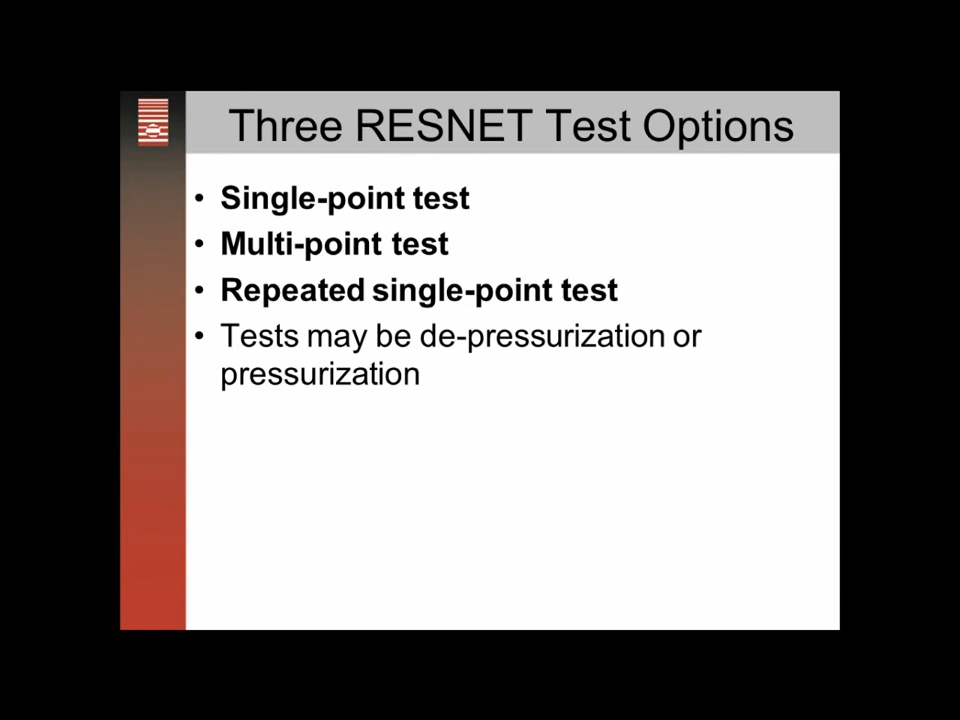 Three RESNET Test Options
• Single-point test
• Multi-point test
• Repeated single-point test
• Tests may be de-pressurization or
pressurization